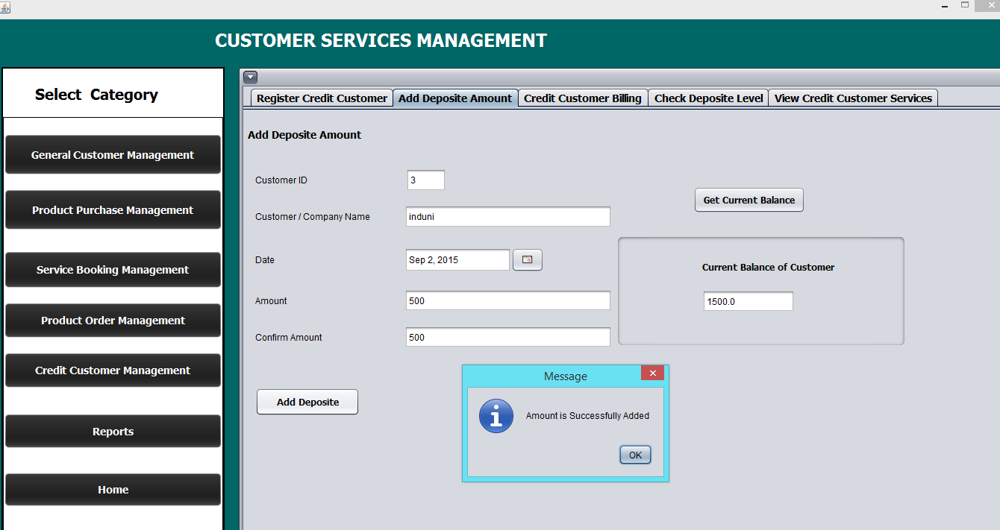 CUSTOMER SERVICES MANAGEMENT
Select Category
General Customer Management
Product Purchase Management
Service Booking Management
Product Order Management
Credit Customer Management
Reports
Home
Register Credit Customer Add Deposite Amount Credit Customer Billing Check Deposite Level View Credit Customer Services
Add Deposite Amount
Customer ID 3
Get Current Balance
Customer / Company Name induni
Date Sep 2, 2015
Current Balance of Customer
Amount 500
1500.0
Confirm Amount 500
Add Deposite
Message
Amount is Successfully Added
OK